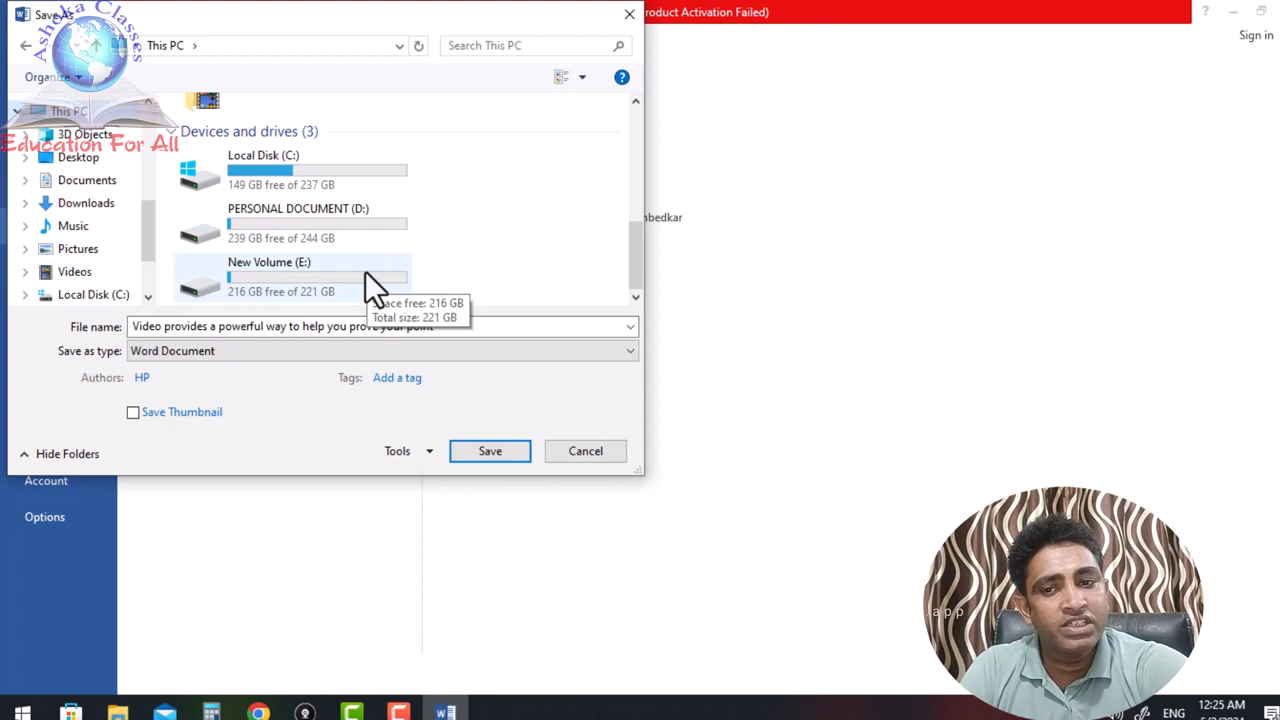 Save As
roduct Activation Failed)
Sign in
Ashoka Classes
Education For All
This PC
Search This PC
Organize
This PC
3D Objects
Desktop
Documents
Downloads
Music
Pictures
Videos
Local Disk (C:)
Devices and drives (3)
Local Disk (C:)
149 GB free of 237 GB
PERSONAL DOCUMENT (D:)
239 GB free of 244 GB
New Volume (E:)
216 GB free of 221 GB
ace free: 216 GB
Total size: 221 GB
mbedkar
File name: Video provides a powerful way to help you prove your point
Save as type: Word Document
Authors: HP
Tags: Add a tag
Save Thumbnail
Hide Folders
Tools
Save
Cancel
Account
Options
app
12:25 AM
ENG